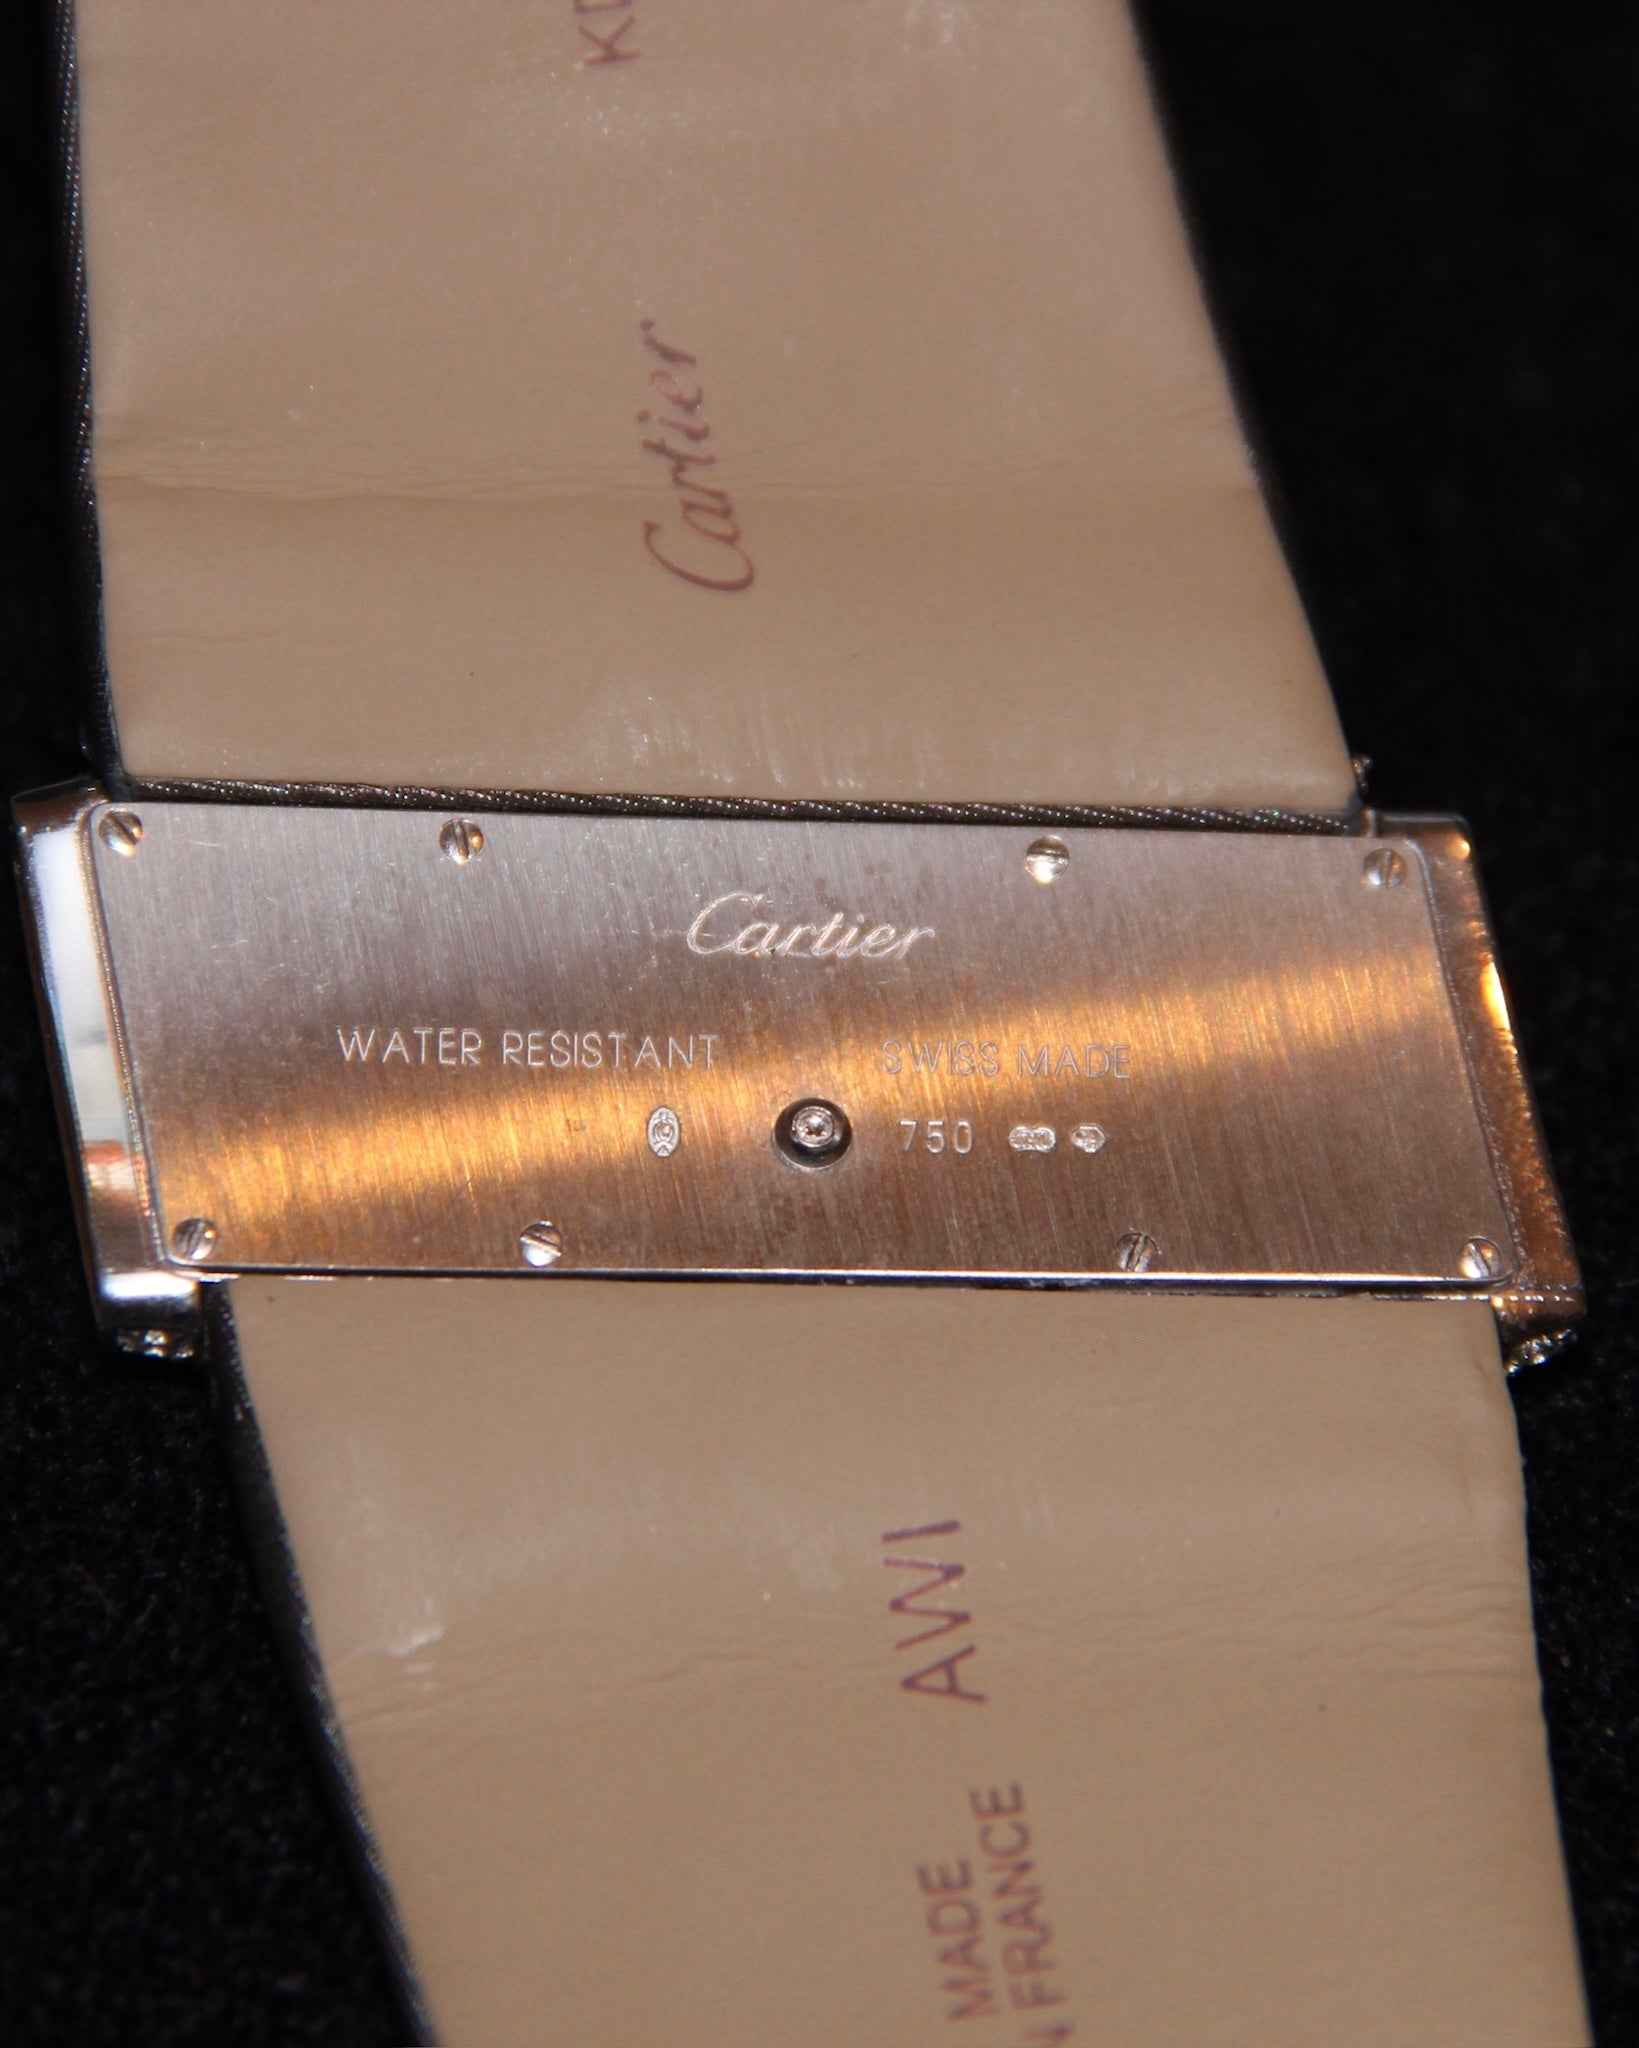 Cartier
Cartier
WATER RESISTANT SWISS MADE
750
AWI
MADE
FRANCE